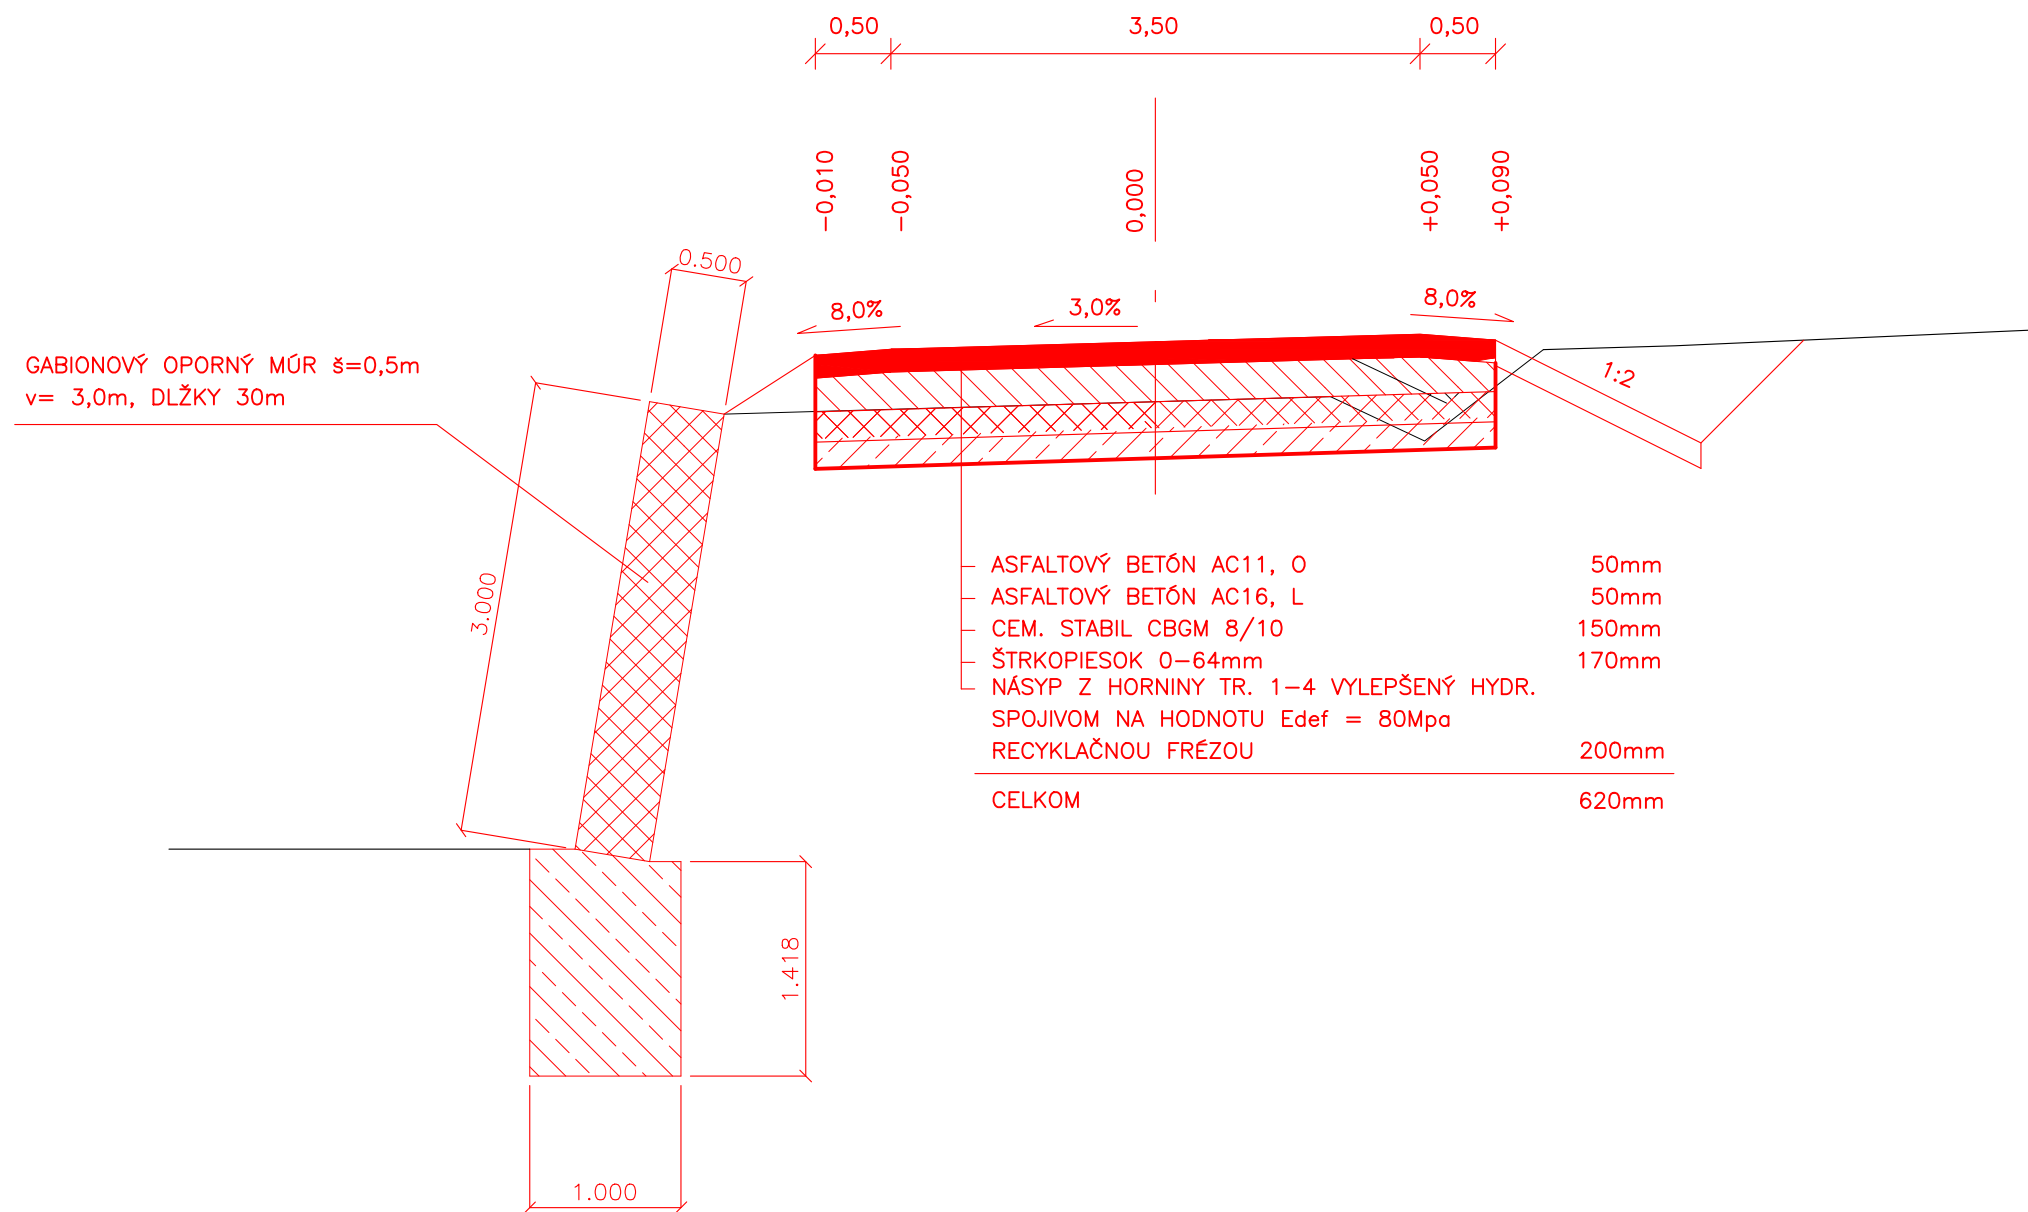 0,50 3,50 0,50
-0,010 -0,050 0,000 +0,050 +0,090
0.500
8,0% 3,0% 8,0%
GABIONOVÝ OPORNÝ MÚR š=0,5m
v= 3,0m, DLŽKY 30m
1:2
3.000
ASFALTOVÝ BETÓN AC11, O 50mm
ASFALTOVÝ BETÓN AC16, L 50mm
CEM. STABIL CBGM 8/10 150mm
ŠTRKOPIESOK 0-64mm 170mm
NÁSYP Z HORNINY TR. 1-4 VYLEPŠENÝ HYDR.
SPOJIVOM NA HODNOTU Edef = 80Mpa
RECYKLAČNOU FRÉZOU 200mm
CELKOM 620mm
1.418
1.000